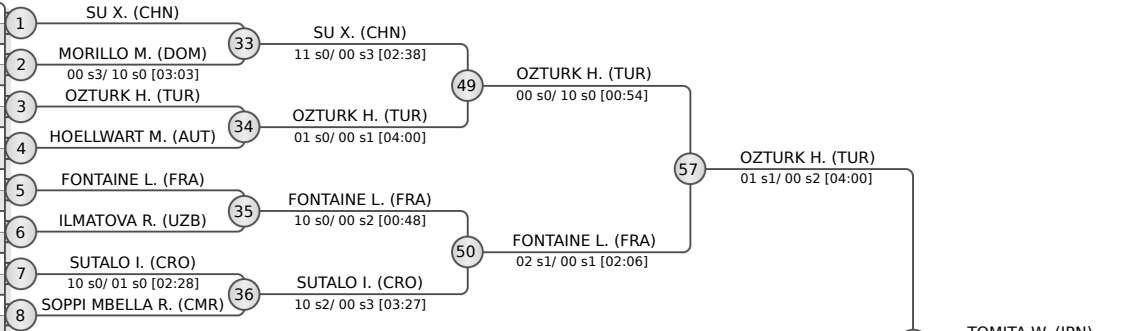 1
SU X. (CHN)
33
SU X. (CHN)
11 s0/ 00 s3 [02:38]
2
MORILLO M. (DOM)
00 s3/ 10 s0 [03:03]
49
OZTURK H. (TUR)
00 s0/ 10 s0 [00:54]
3
OZTURK H. (TUR)
34
OZTURK H. (TUR)
01 s0/ 00 s1 [04:00]
4
HOELLWART M. (AUT)
57
OZTURK H. (TUR)
01 s1/ 00 s2 [04:00]
5
FONTAINE L. (FRA)
35
FONTAINE L. (FRA)
10 s0/ 00 s2 [00:48]
6
ILMATOVA R. (UZB)
50
FONTAINE L. (FRA)
02 s1/ 00 s1 [02:06]
7
SUTALO I. (CRO)
10 s0/ 01 s0 [02:28]
36
SUTALO I. (CRO)
10 s2/ 00 s3 [03:27]
8
SOPPI MBELLA R. (CMR)
TOMITA W. (JPN)